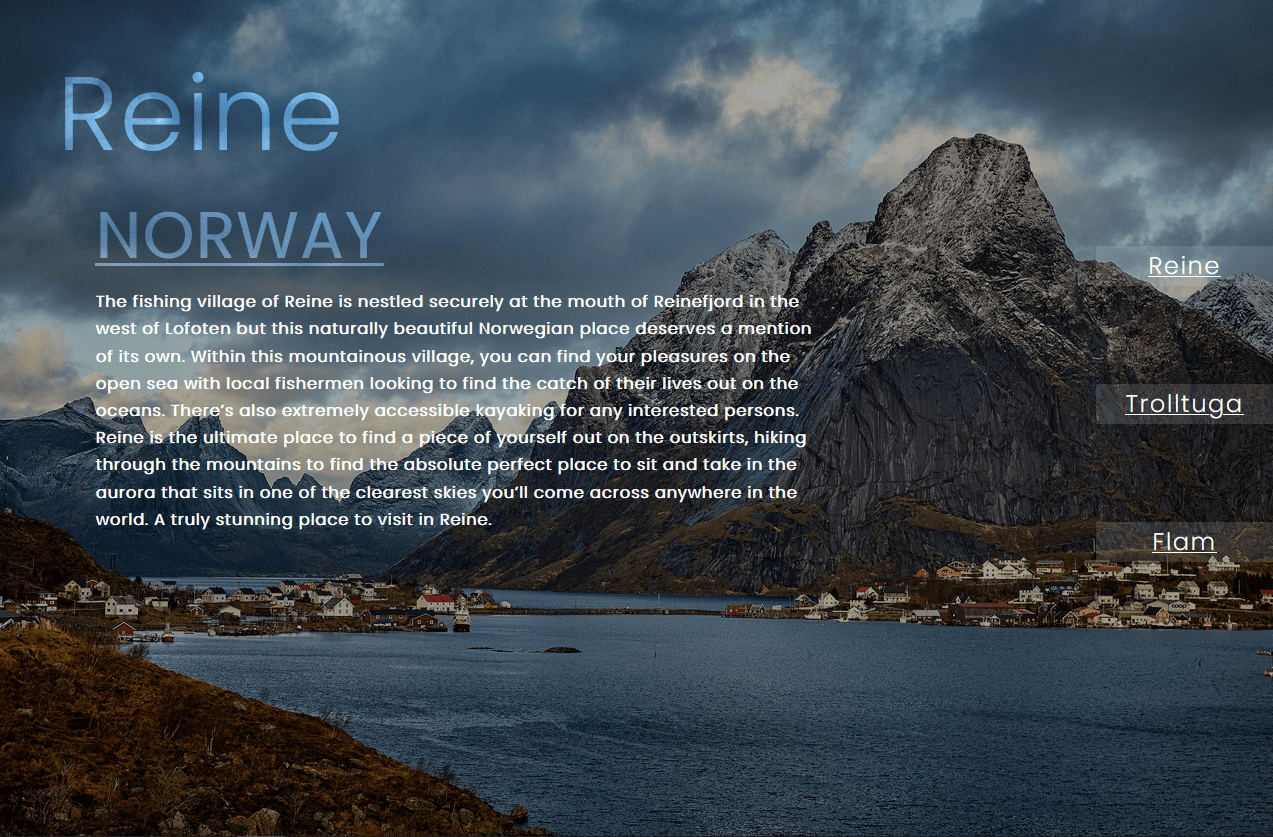 Reine
NORWAY
The fishing village of Reine is nestled securely at the mouth of Reinefjord in the
west of Lofoten but this naturally beautiful Norwegian place deserves a mention
of its own. Within this mountainous village, you can find your pleasures on the
open sea with local fishermen looking to find the catch of their lives out on the
oceans. There’s also extremely accessible kayaking for any interested persons.
Reine is the ultimate place to find a piece of yourself out on the outskirts, hiking
through the mountains to find the absolute perfect place to sit and take in the
aurora that sits in one of the clearest skies you’ll come across anywhere in the
world. A truly stunning place to visit in Reine.
Reine
Trolltuga
Flam
coop